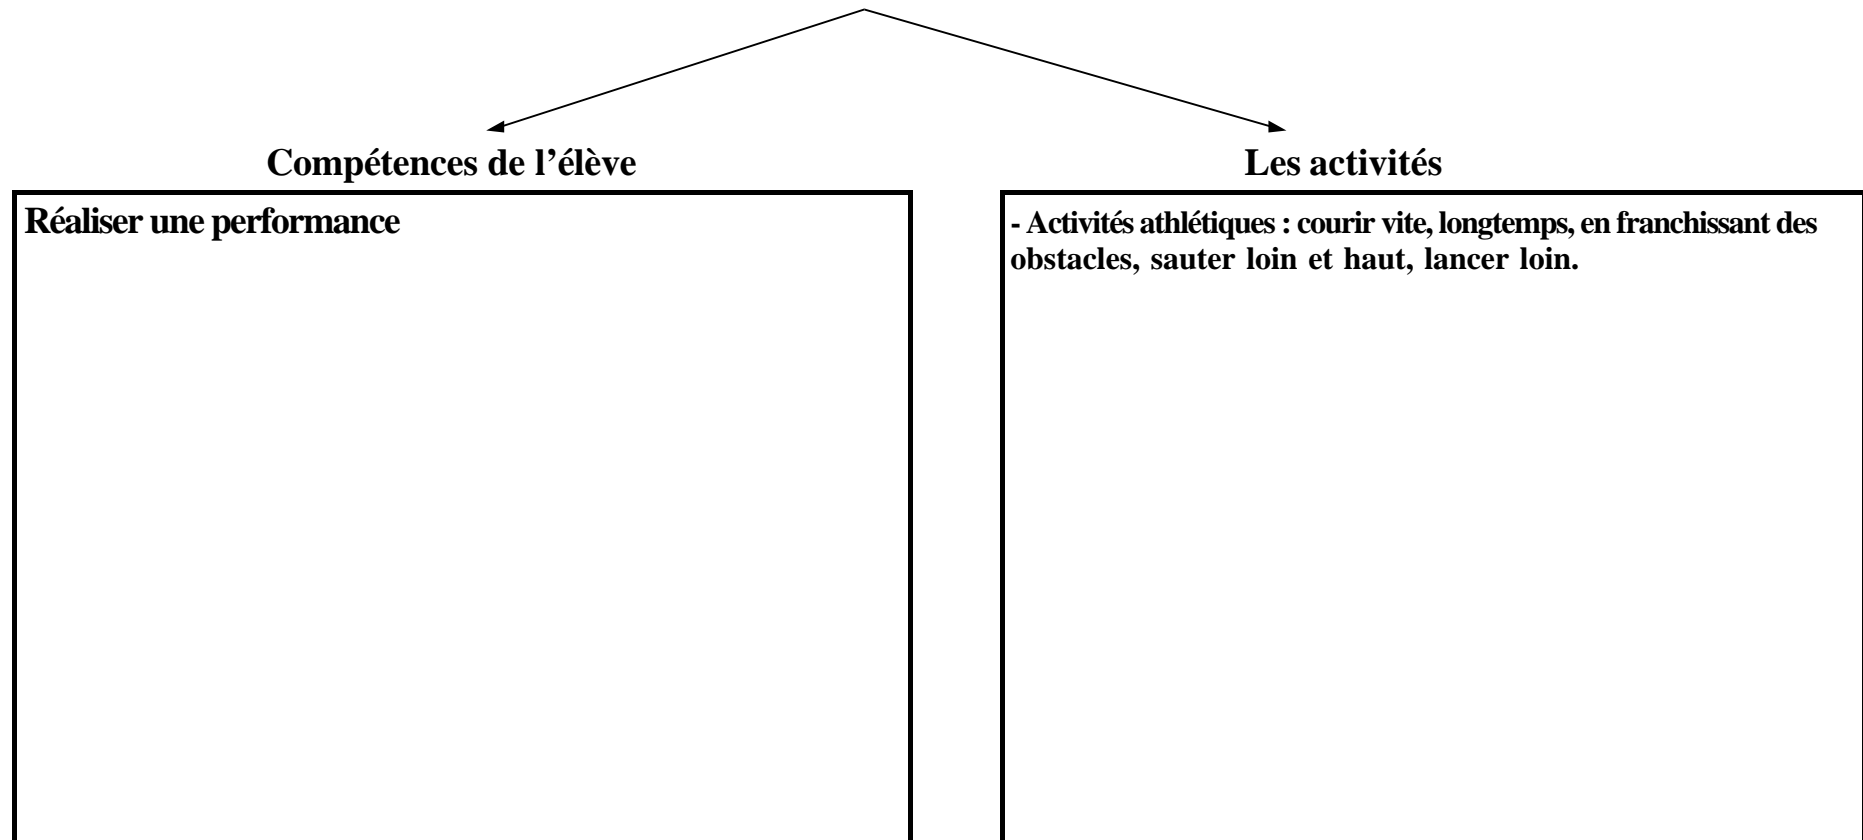 Compétences de l’élève
Les activités
Réaliser une performance
- Activités athlétiques : courir vite, longtemps, en franchissant des
obstacles, sauter loin et haut, lancer loin.